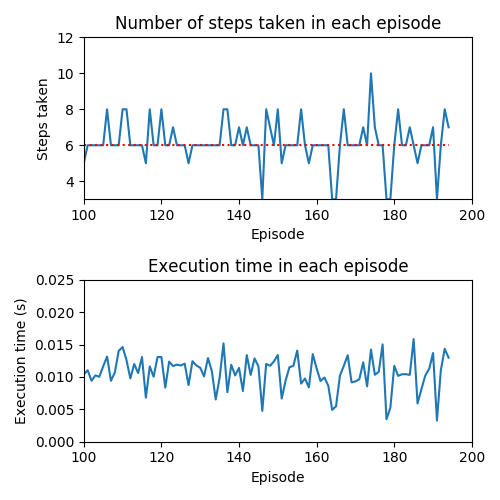 Number of steps taken in each episode
12
10
8
6
4
Steps taken
100 120 140 160 180 200
Episode
Execution time in each episode
0.025
0.020
0.015
0.010
0.005
0.000
Execution time (s)
100 120 140 160 180 200
Episode